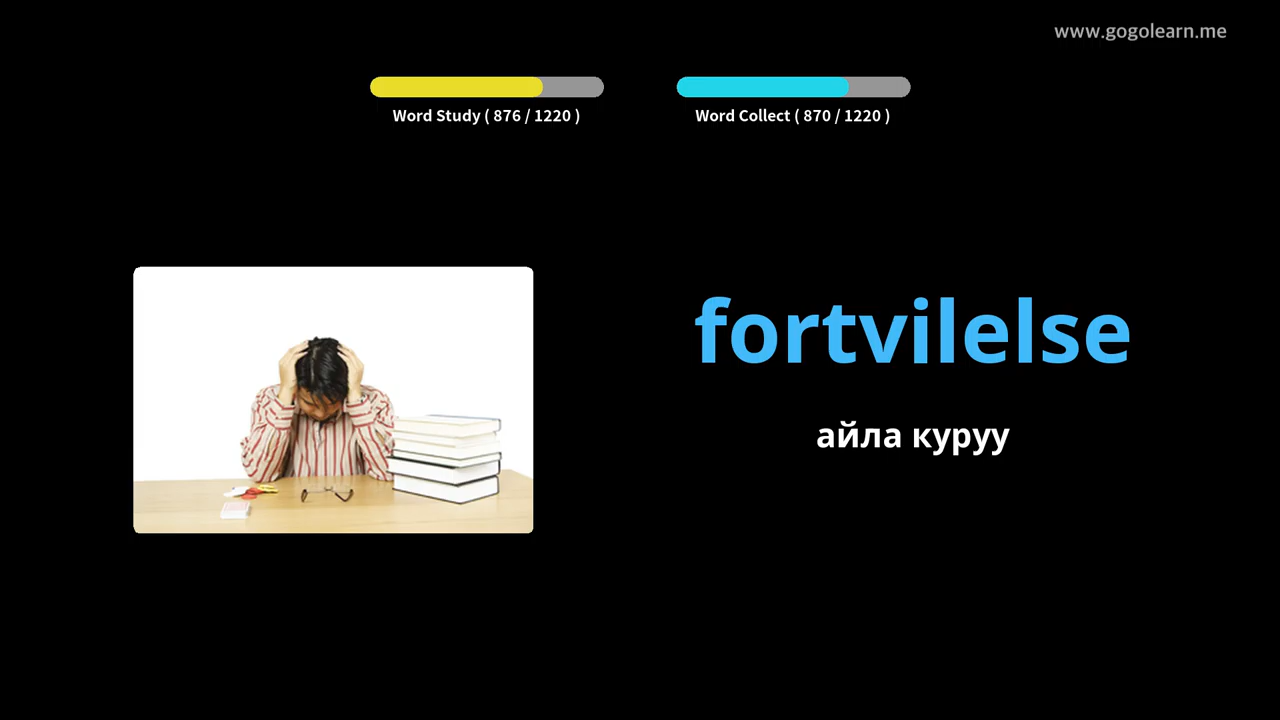 www.gogolearn.me
Word Study ( 876 / 1220 )
Word Collect ( 870 / 1220 )
fortvilelse
айла куруу